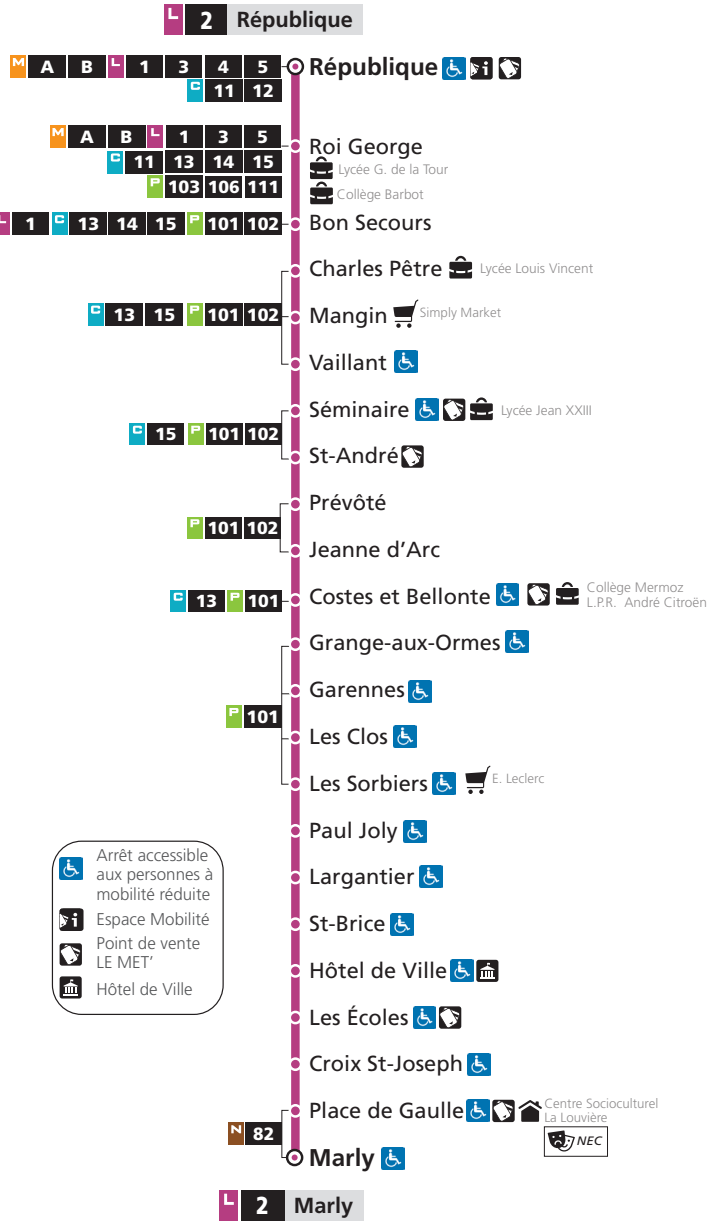 L 2 République
M A B L 1 3 4 5 République
C 11 12
M A B L 1 3 5 Roi George
C 11 13 14 15 Lycée G. de la Tour
P 103 106 111 Collège Barbot
L 1 C 13 14 15 P 101 102 Bon Secours
Charles Pêtre Lycée Louis Vincent
C 13 15 P 101 102 Mangin Simply Market
Vaillant
Séminaire Lycée Jean XXIII
C 15 P 101 102
St-André
Prévôté
P 101 102
Jeanne d'Arc
C 13 P 101 Costes et Bellonte Collège Mermoz
L.P.R. André Citroën
Grange-aux-Ormes
Garennes
P 101
Les Clos
Les Sorbiers E. Leclerc
Paul Joly
Largantier
St-Brice
Hôtel de Ville
Les Écoles
Croix St-Joseph
Place de Gaulle Centre Socioculturel
La Louvière
NEC
N 82
Marly
L 2 Marly
Arrêt accessible
aux personnes à
mobilité réduite
i Espace Mobilité
Point de vente
LE MET'
Hôtel de Ville